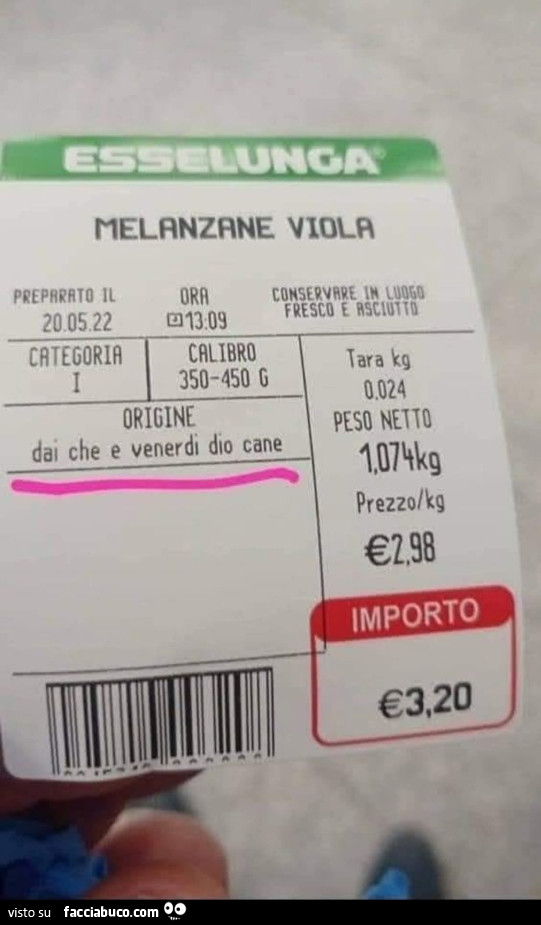 ESSELUNGA®
MELANZANE VIOLA
PREPARATO IL
20.05.22
ORA
13:09
CONSERVARE IN LUOGO
FRESCO E ASCIUTTO
CATEGORIA
I
CALIBRO
350-450 G
ORIGINE
dai che e venerdi dio cane
Tara kg
0.024
PESO NETTO
1,074kg
Prezzo/kg
€2,98
IMPORTO
€3,20
visto su facciabuco.com